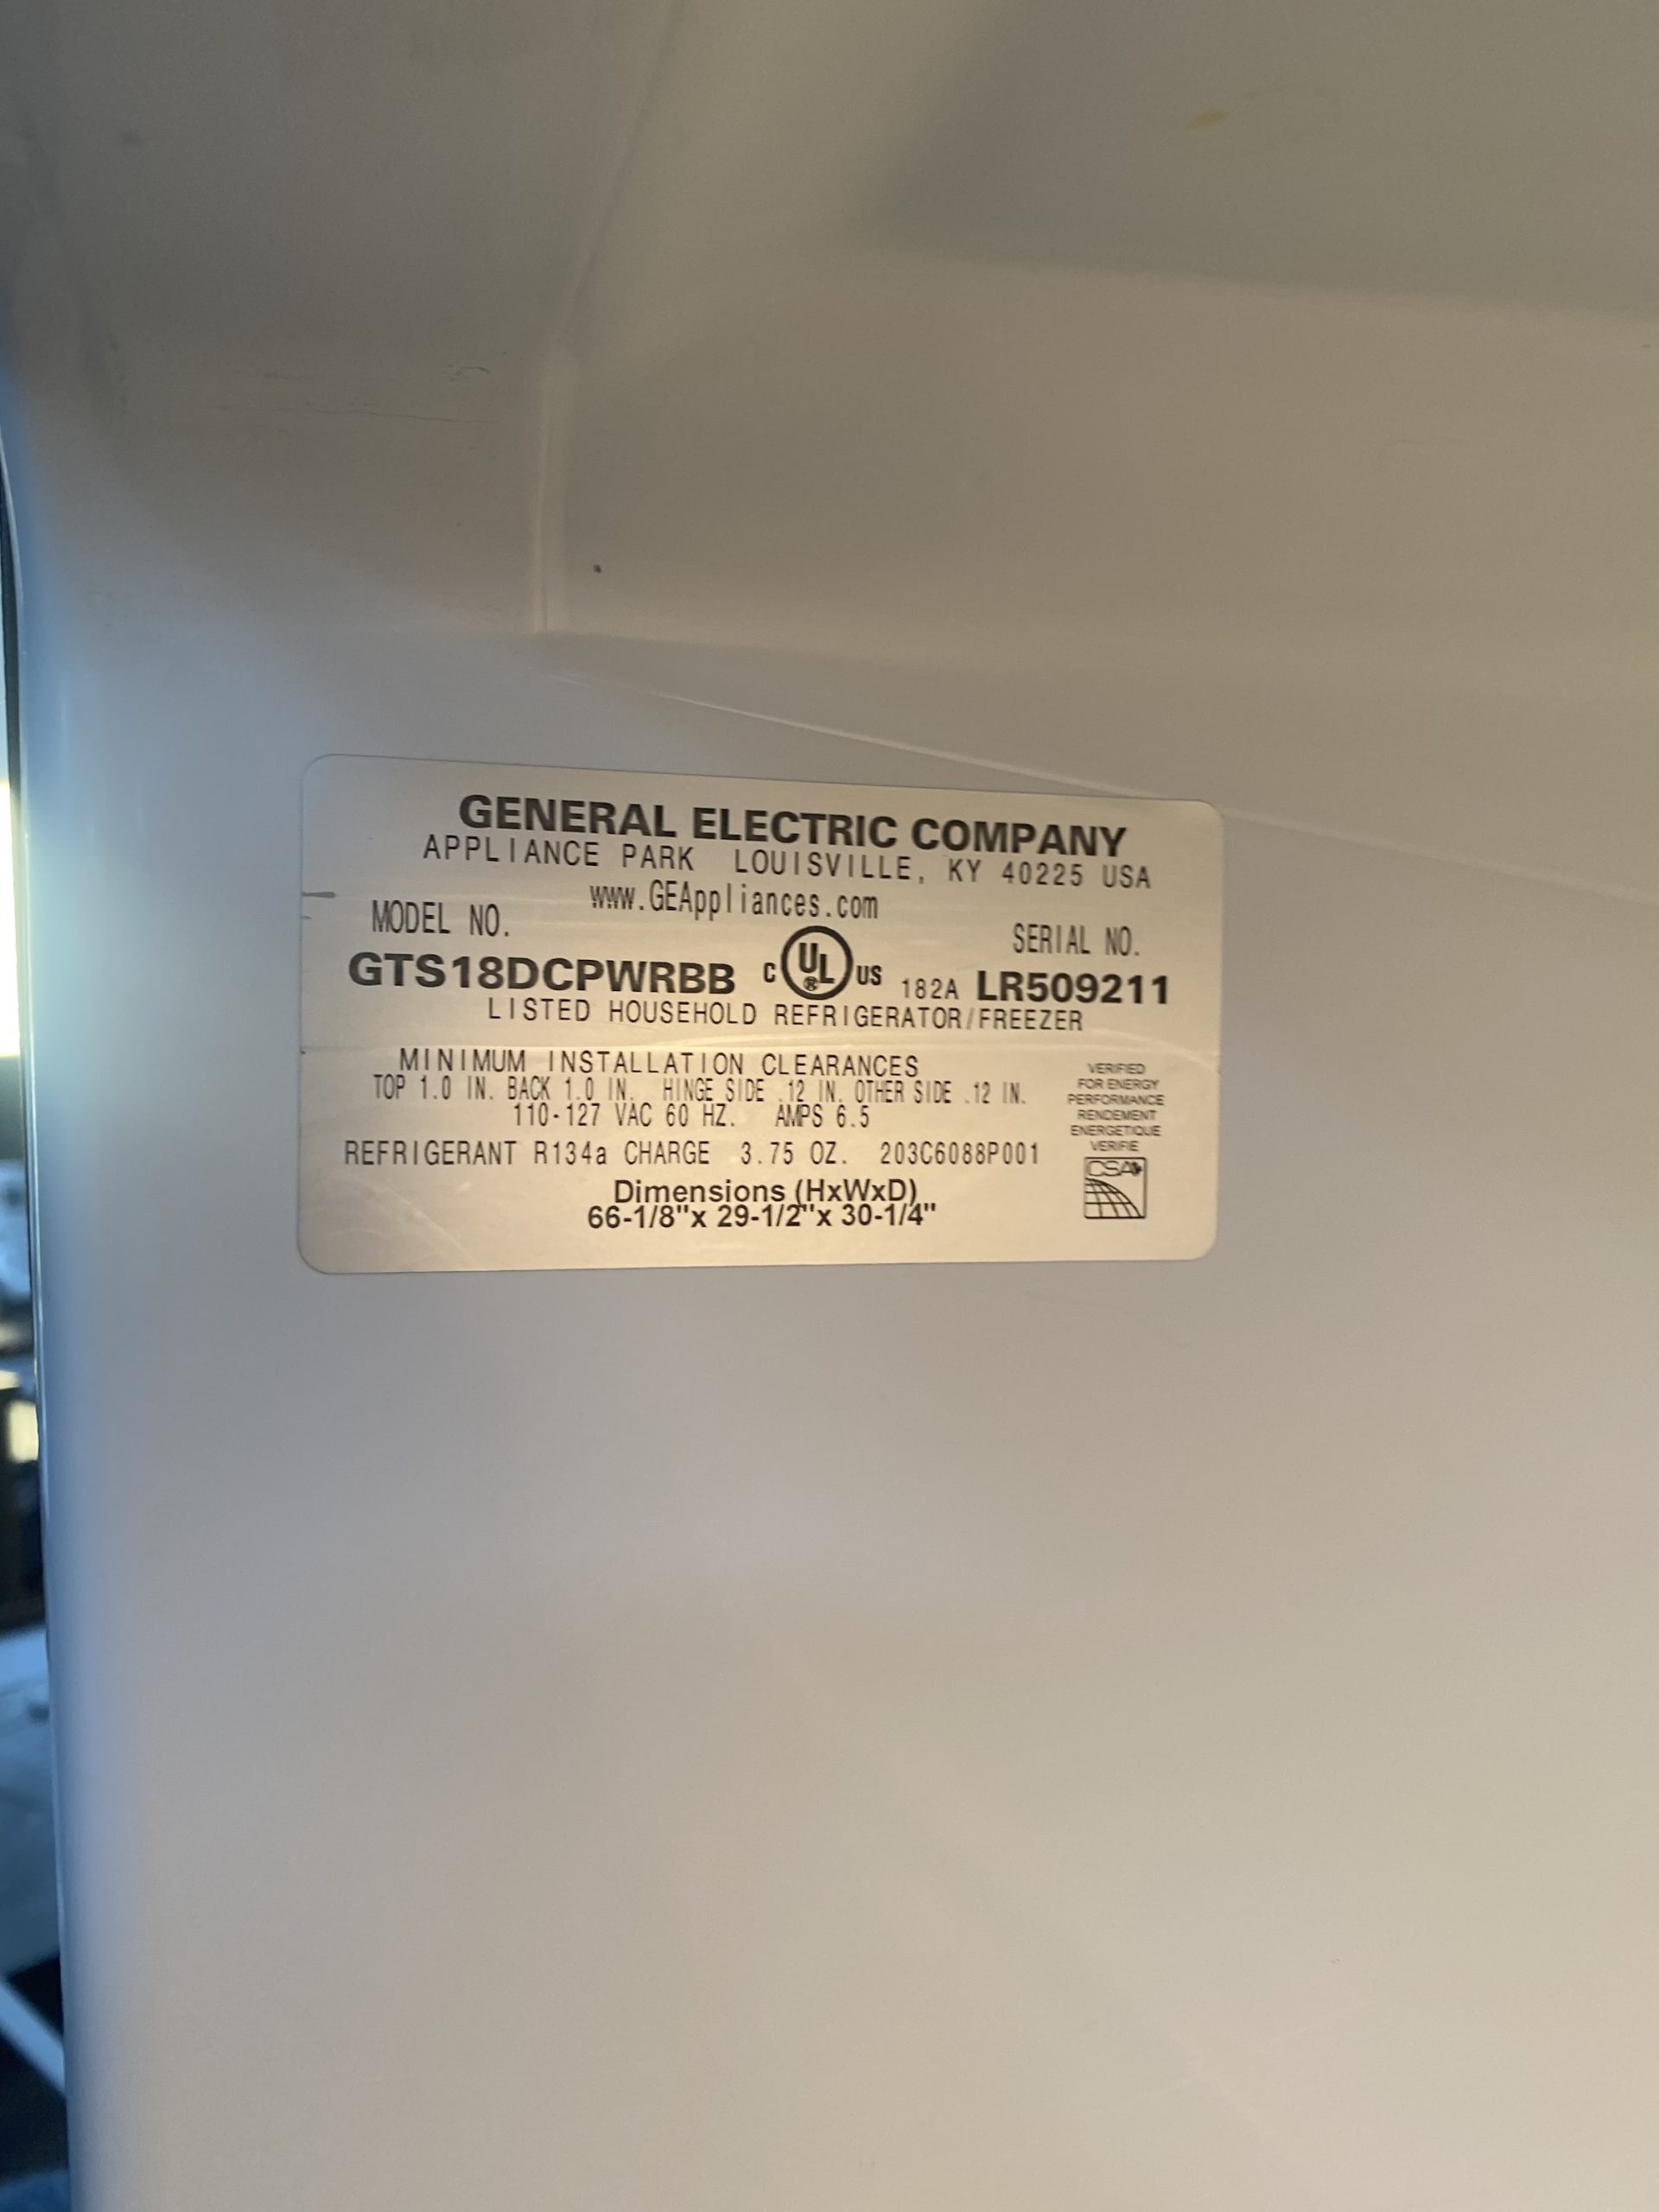 GENERAL ELECTRIC COMPANY
APPLIANCE PARK LOUISVILLE, KY 40225 USA
www.GEAppliances.com
MODEL NO.
SERIAL NO.
GTS18DCPWRBB C UL® US 182A LR509211
LISTED HOUSEHOLD REFRIGERATOR/FREEZER
MINIMUM INSTALLATION CLEARANCES
TOP 1.0 IN. BACK 1.0 IN. HINGE SIDE .12 IN. OTHER SIDE .12 IN.
110-127 VAC 60 HZ. AMPS 6.5
REFRIGERANT R134a CHARGE 3.75 OZ. 203C6088P001
Dimensions (HxWxD)
66-1/8"x 29-1/2"x 30-1/4"
VERIFIED
FOR ENERGY
PERFORMANCE
RENDEMENT
ENERGETIQUE
VERIFIE
CSA